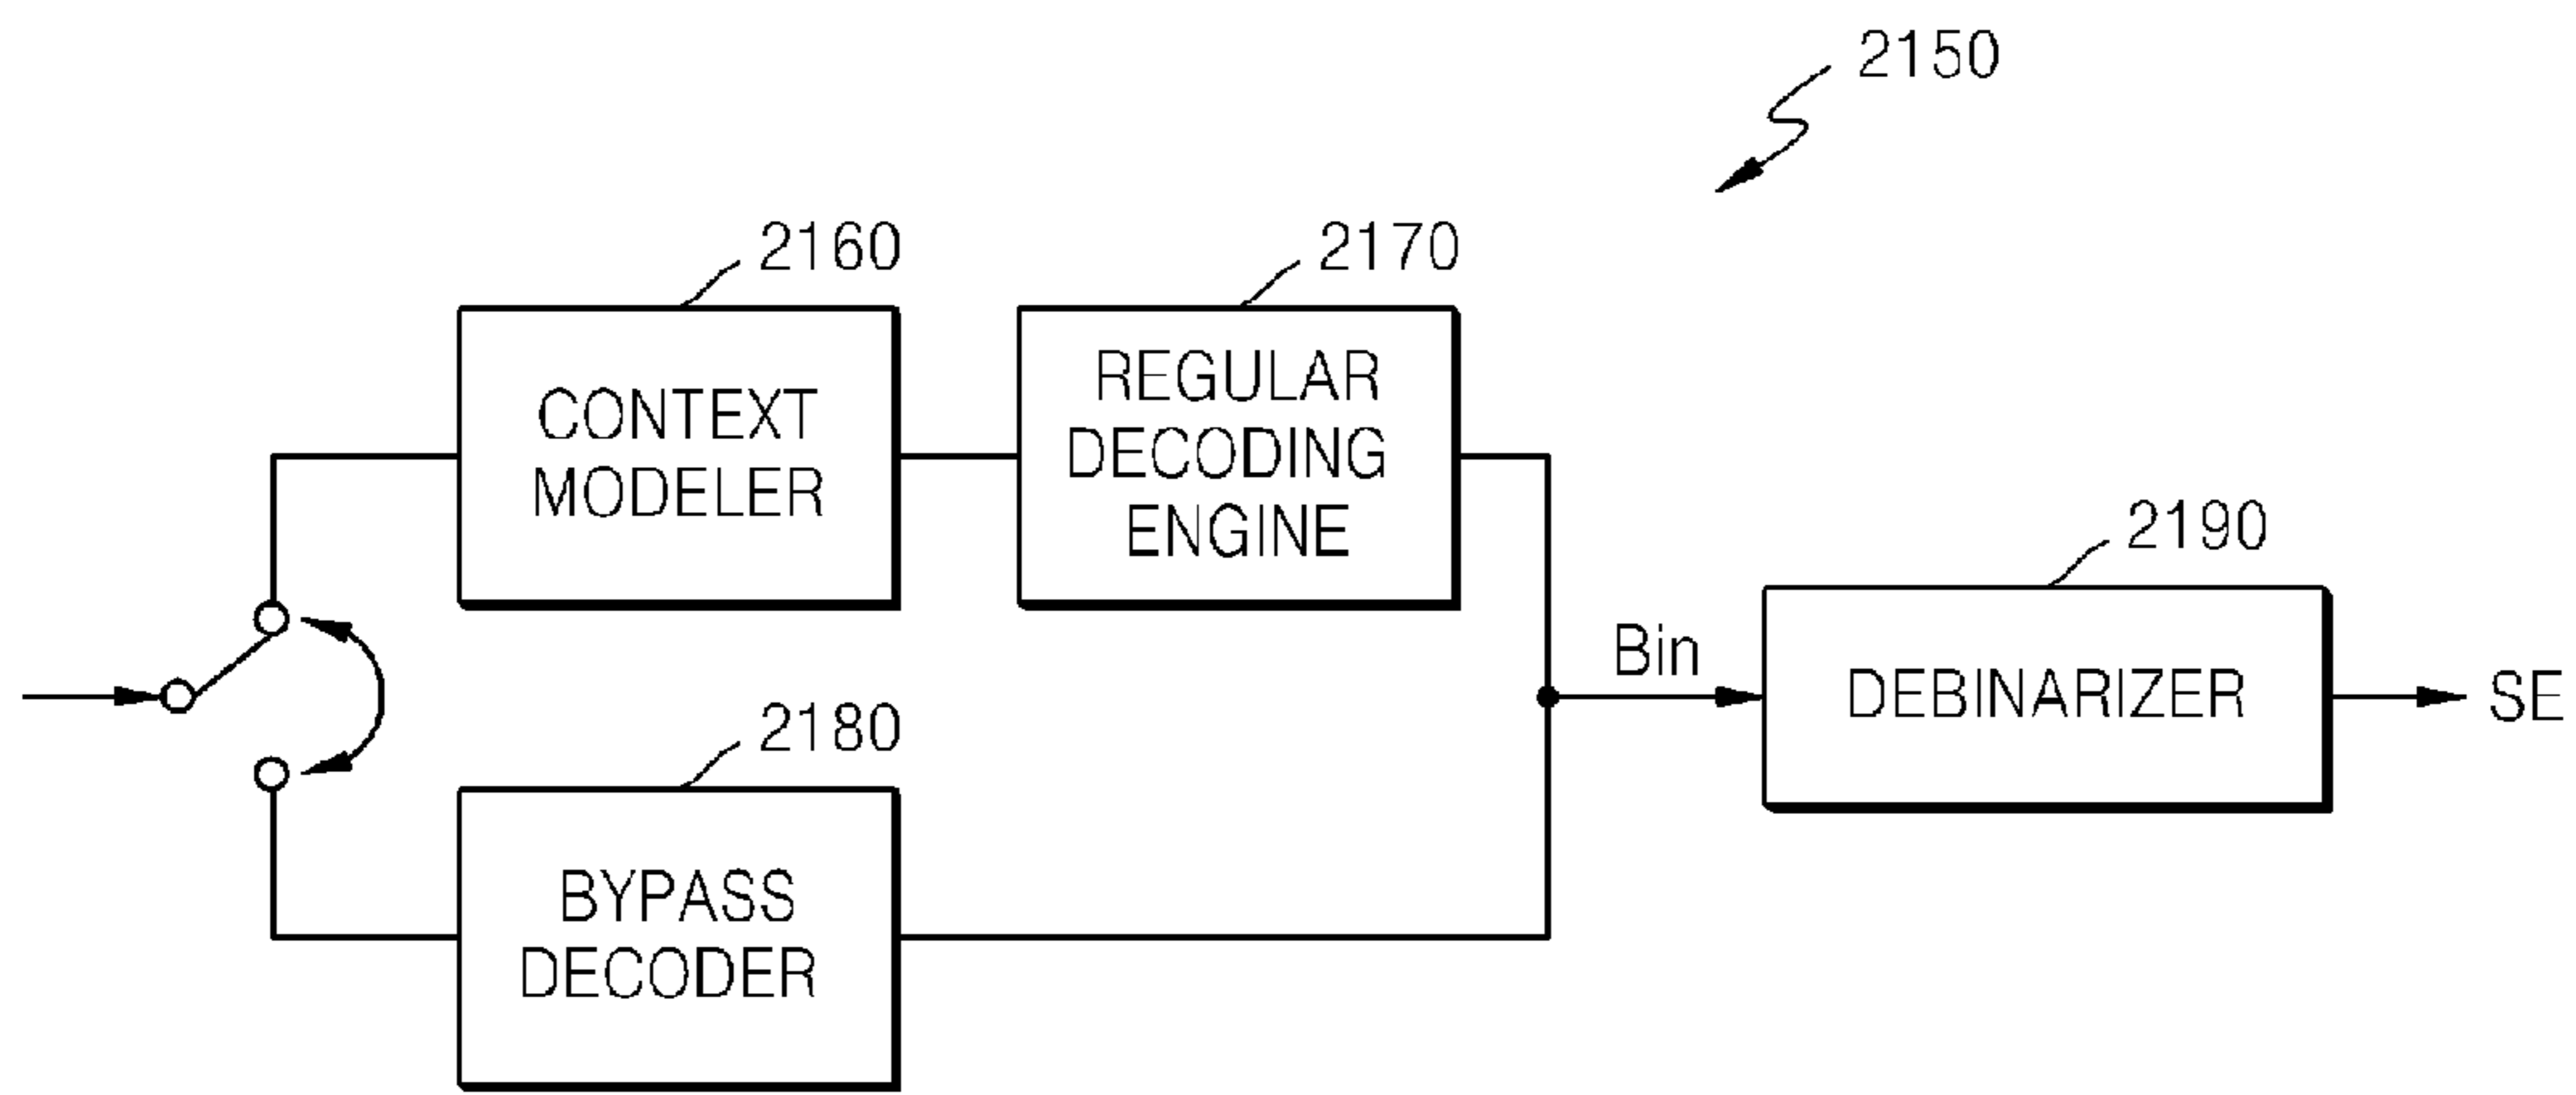 2150
2160
2170
CONTEXT
MODELER
REGULAR
DECODING
ENGINE
2190
Bin
DEBINARIZER
SE
2180
BYPASS
DECODER